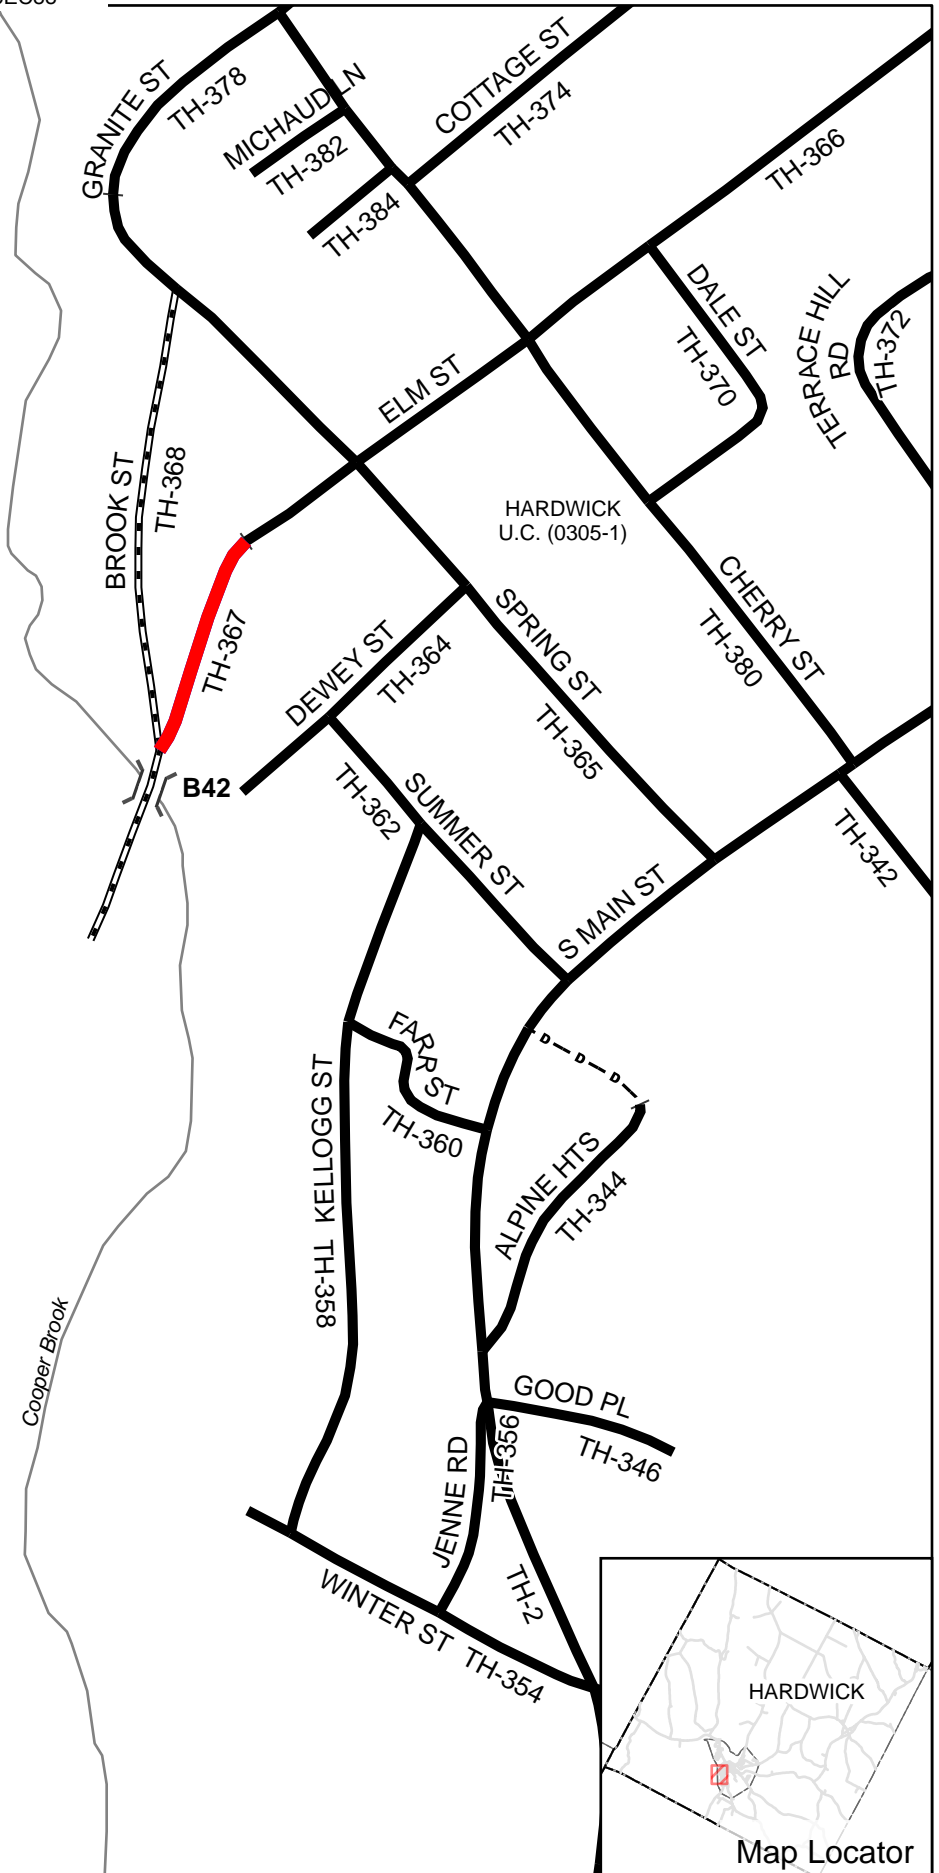 GRANITE ST
TH-378
MICHAUD LN
TH-382
COTTAGE ST
TH-374
TH-384
TH-366
DALE ST
TH-370
TERRACE HILL
RD
TH-372
ELM ST
BROOK ST
TH-368
HARDWICK
U.C. (0305-1)
TH-367
CHERRY ST
TH-380
SPRING ST
TH-365
DEWEY ST
TH-364
B42
TH-362
SUMMER ST
S MAIN ST
TH-342
FARR ST
TH-360
D
D
D
KELLOGG ST
TH-358
ALPINE HTS
TH-344
Cooper Brook
GOOD PL
TH-346
TH-356
JENNE RD
TH-2
WINTER ST
TH-354
HARDWICK
Map Locator